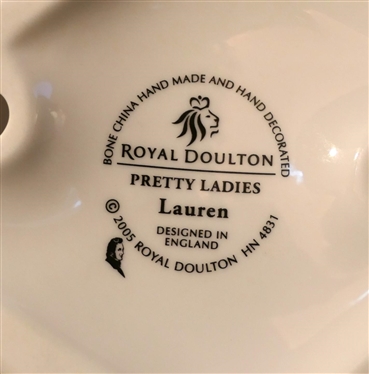 BONE CHINA HAND MADE AND HAND DECORATED
ROYAL DOULTON
PRETTY LADIES
Lauren
DESIGNED IN
ENGLAND
© 2005 ROYAL DOULTON HN 4831